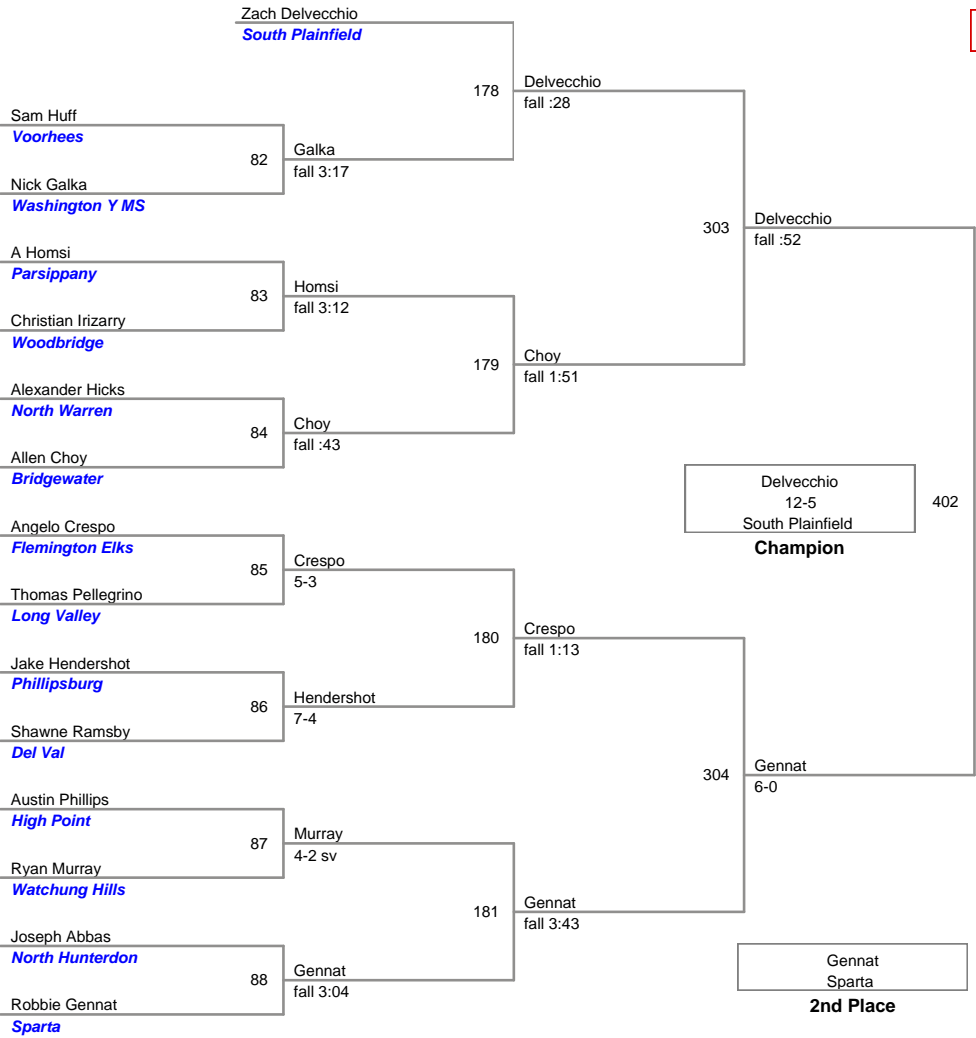 Zach Delvecchio
South Plainfield
178
Delvecchio
fall :28
Sam Huff
Voorhees
82
Galka
fall 3:17
Nick Galka
Washington Y MS
303
Delvecchio
fall :52
A Homsi
Parsippany
83
Homsi
fall 3:12
Christian Irizarry
Woodbridge
179
Choy
fall 1:51
Alexander Hicks
North Warren
84
Choy
fall :43
Allen Choy
Bridgewater
Delvecchio
12-5
South Plainfield
Champion
402
Angelo Crespo
Flemington Elks
85
Crespo
5-3
Thomas Pellegrino
Long Valley
180
Crespo
fall 1:13
Jake Hendershot
Phillipsburg
86
Hendershot
7-4
Shawne Ramsby
Del Val
304
Gennat
6-0
Austin Phillips
High Point
87
Murray
4-2 sv
Ryan Murray
Watchung Hills
181
Gennat
fall 3:43
Joseph Abbas
North Hunterdon
88
Gennat
fall 3:04
Robbie Gennat
Sparta
Gennat
Sparta
2nd Place